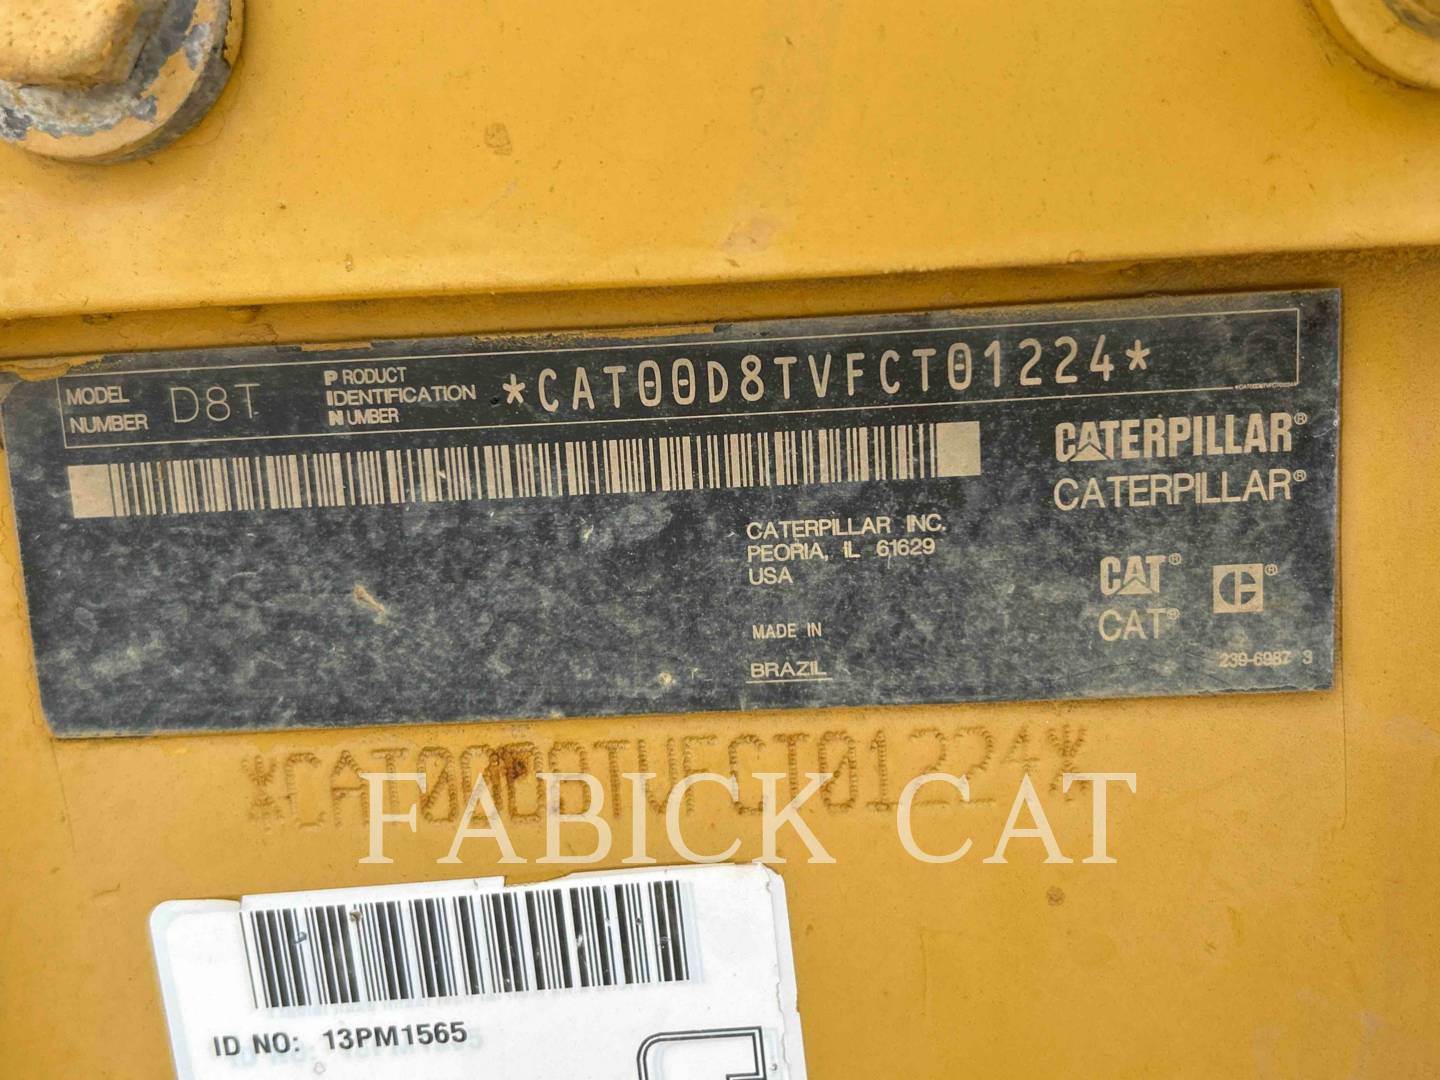 MODEL NUMBER D8T
PRODUCT IDENTIFICATION NUMBER *CAT00D8TVFCT01224*
CATERPILLAR®
CATERPILLAR®
CATERPILLAR INC.
PEORIA, IL 61629
USA
CAT®
CAT®
MADE IN
BRAZIL
239-6987 3
*CAT00D8TVFCT01224*
FABICK CAT
ID NO: 13PM1565